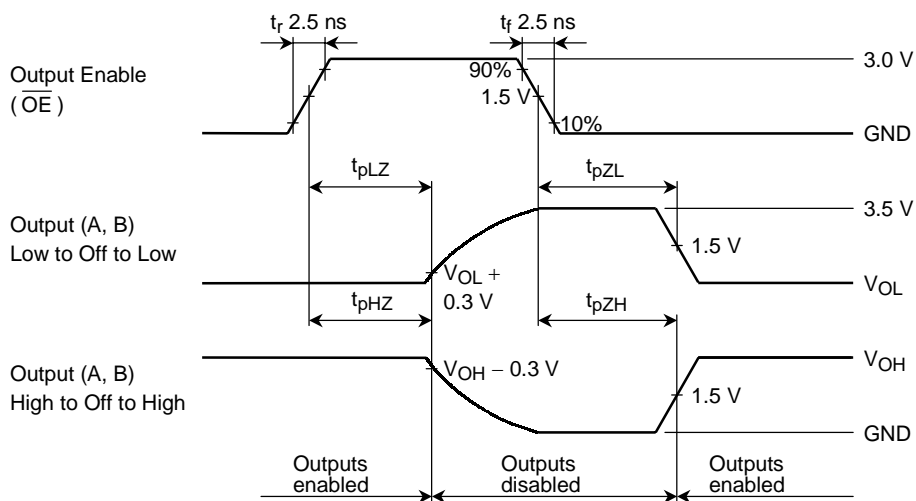 tr 2.5 ns
tf 2.5 ns
Output Enable
( OE )
90%
1.5 V
10%
3.0 V
GND
tpLZ
tpZL
Output (A, B)
Low to Off to Low
3.5 V
1.5 V
VOL +
0.3 V
VOL
tpHZ
tpZH
Output (A, B)
High to Off to High
VOH − 0.3 V
VOH
1.5 V
GND
Outputs
enabled
Outputs
disabled
Outputs
enabled